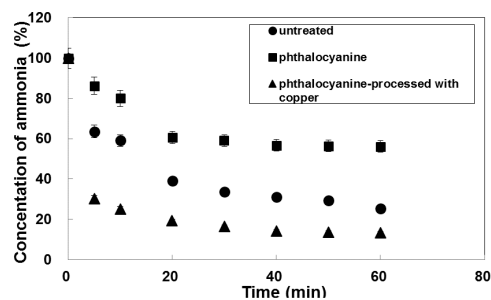 Concentation of ammonia (%)
120
100
80
60
40
20
0
0
20
40
60
80
Time (min)
untreated
phthalocyanine
phthalocyanine-processed with
copper